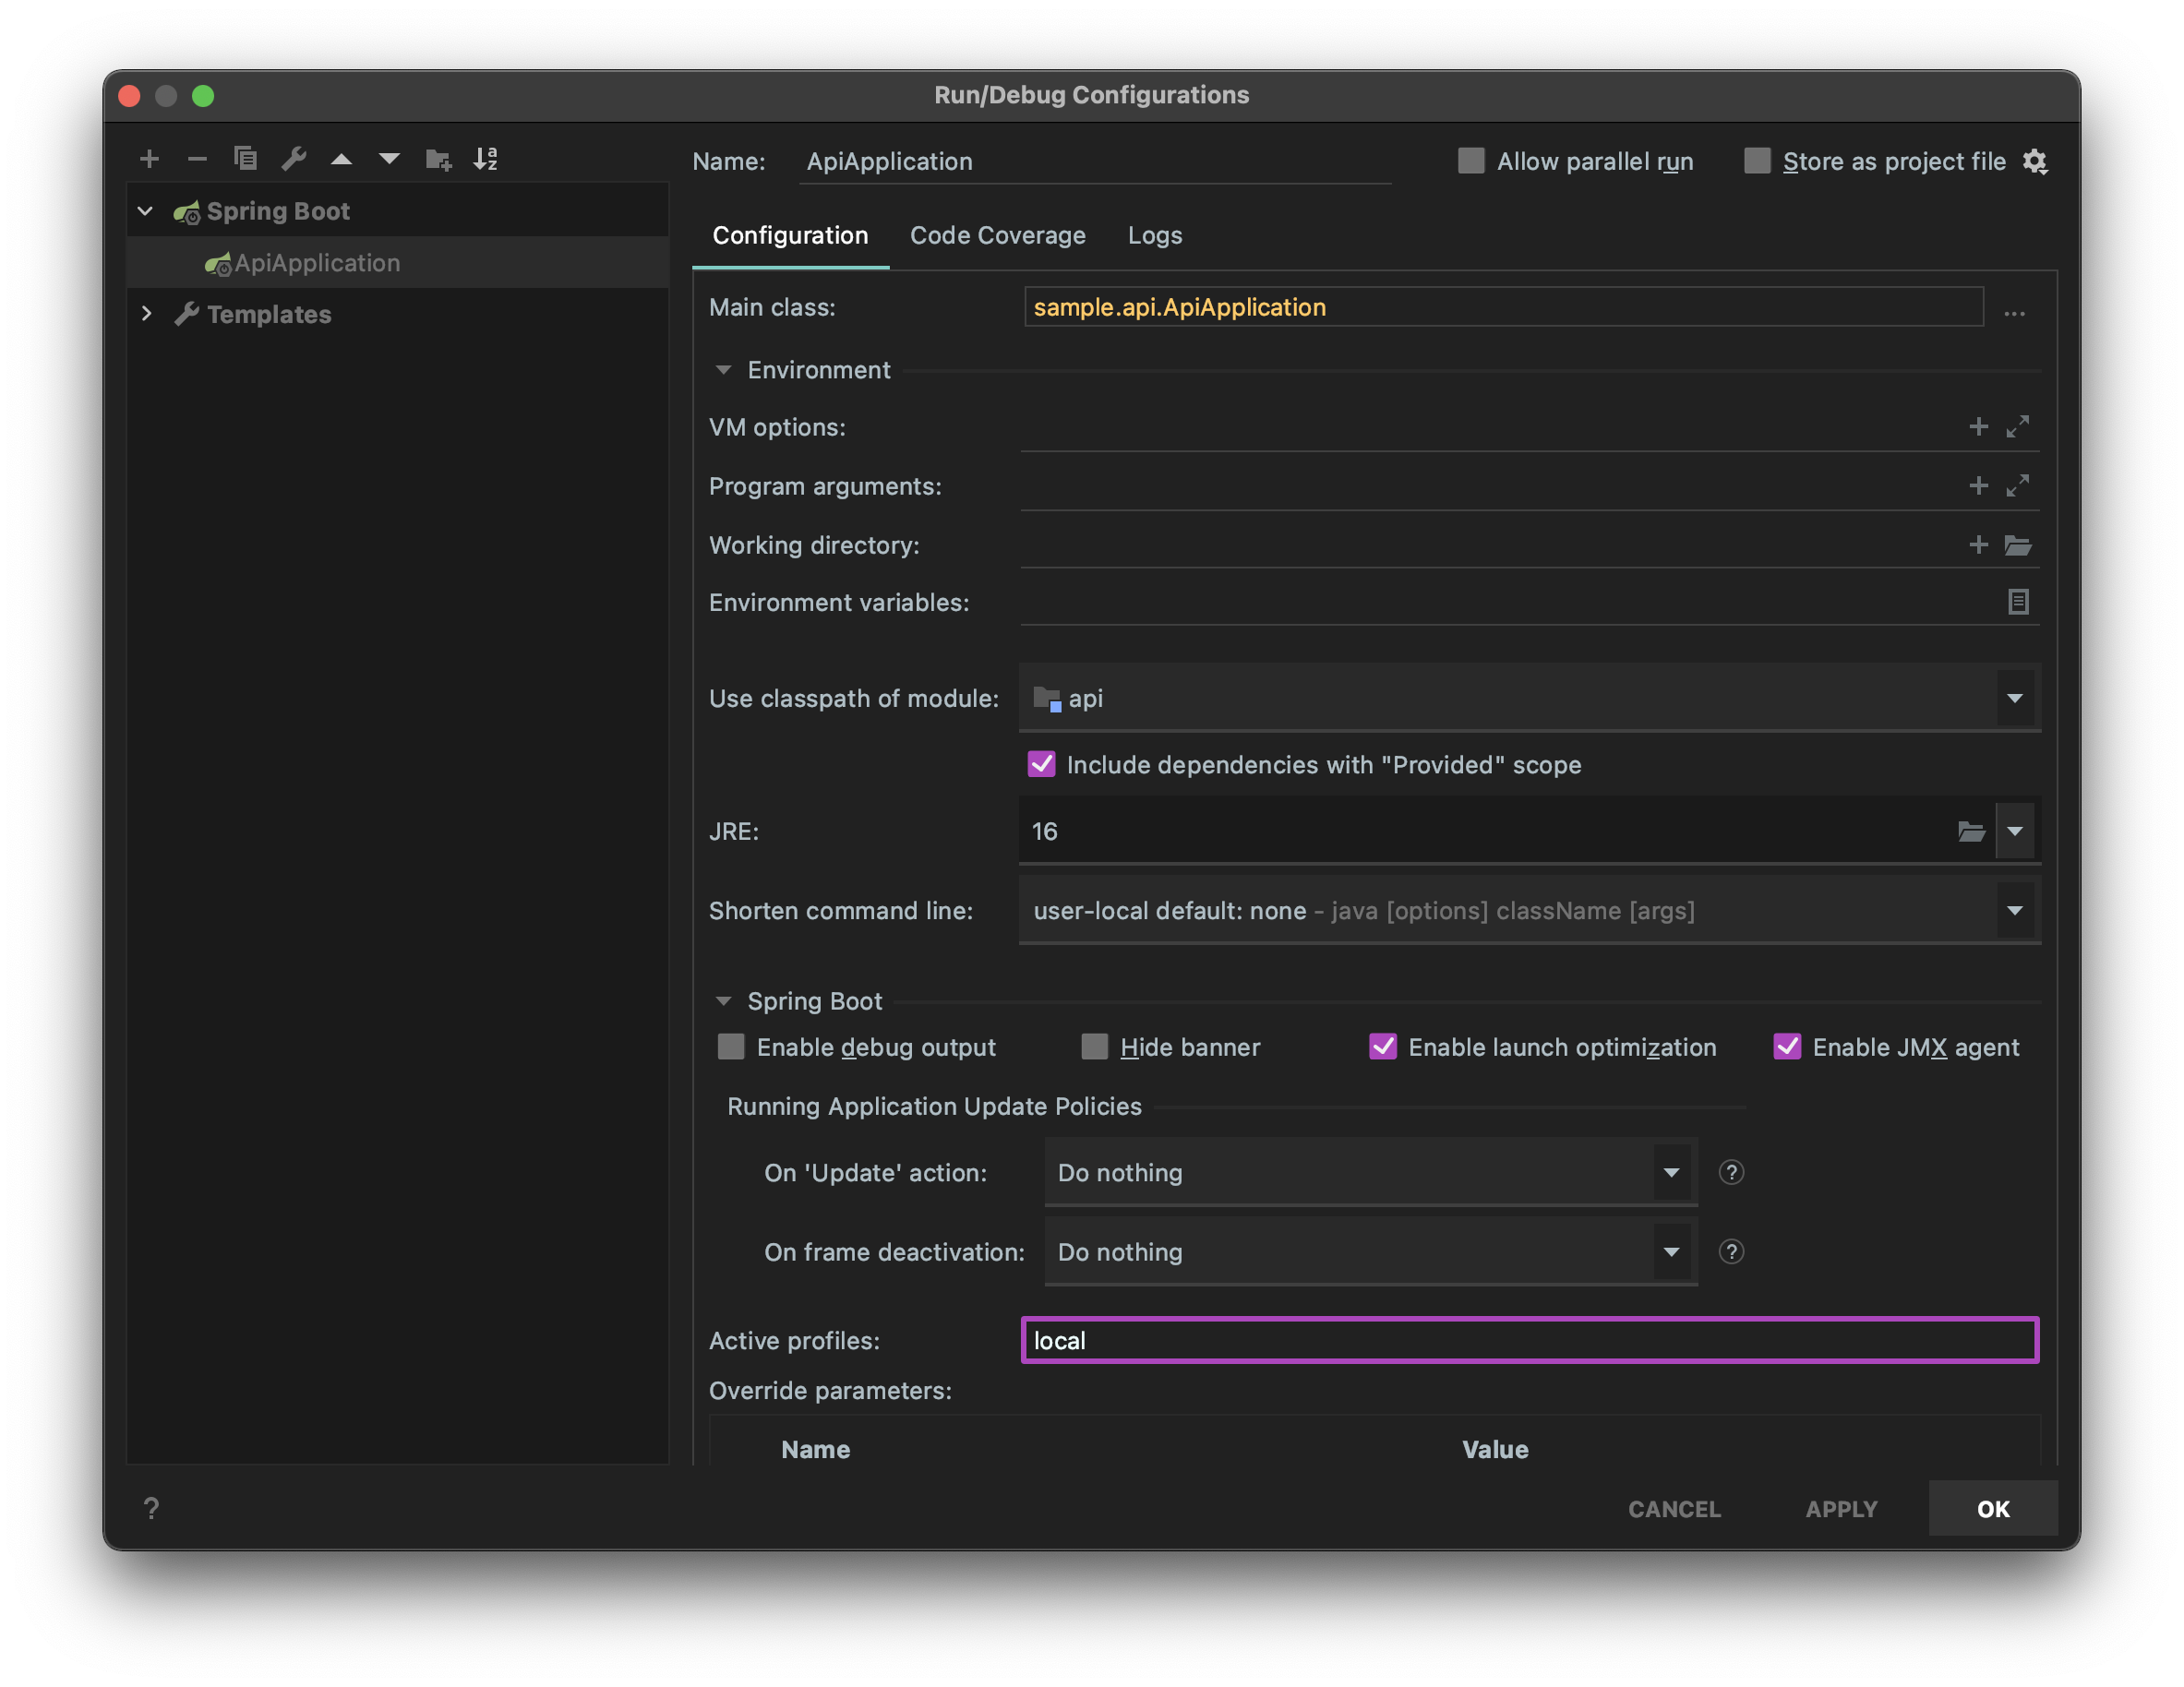 Run/Debug Configurations
Name: ApiApplication
Allow parallel run
Store as project file
Spring Boot
ApiApplication
Templates
Configuration Code Coverage Logs
Main class: sample.api.ApiApplication ...
Environment
VM options:
Program arguments:
Working directory:
Environment variables:
Use classpath of module: api
Include dependencies with "Provided" scope
JRE: 16
Shorten command line: user-local default: none - java [options] className [args]
Spring Boot
Enable debug output Hide banner Enable launch optimization Enable JMX agent
Running Application Update Policies
On 'Update' action: Do nothing ?
On frame deactivation: Do nothing ?
Active profiles: local
Override parameters:
Name Value
? CANCEL APPLY OK